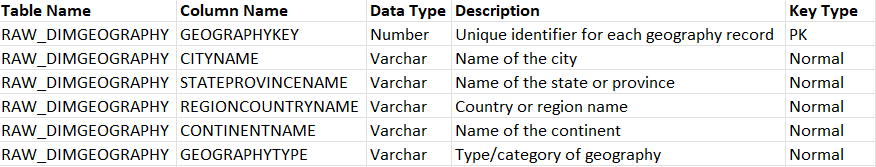 Table Name Column Name Data Type Description Key Type
RAW_DIMGEOGRAPHY GEOGRAPHYKEY Number Unique identifier for each geography record PK
RAW_DIMGEOGRAPHY CITYNAME Varchar Name of the city Normal
RAW_DIMGEOGRAPHY STATEPROVINCENAME Varchar Name of the state or province Normal
RAW_DIMGEOGRAPHY REGIONCOUNTRYNAME Varchar Country or region name Normal
RAW_DIMGEOGRAPHY CONTINENTNAME Varchar Name of the continent Normal
RAW_DIMGEOGRAPHY GEOGRAPHYTYPE Varchar Type/category of geography Normal